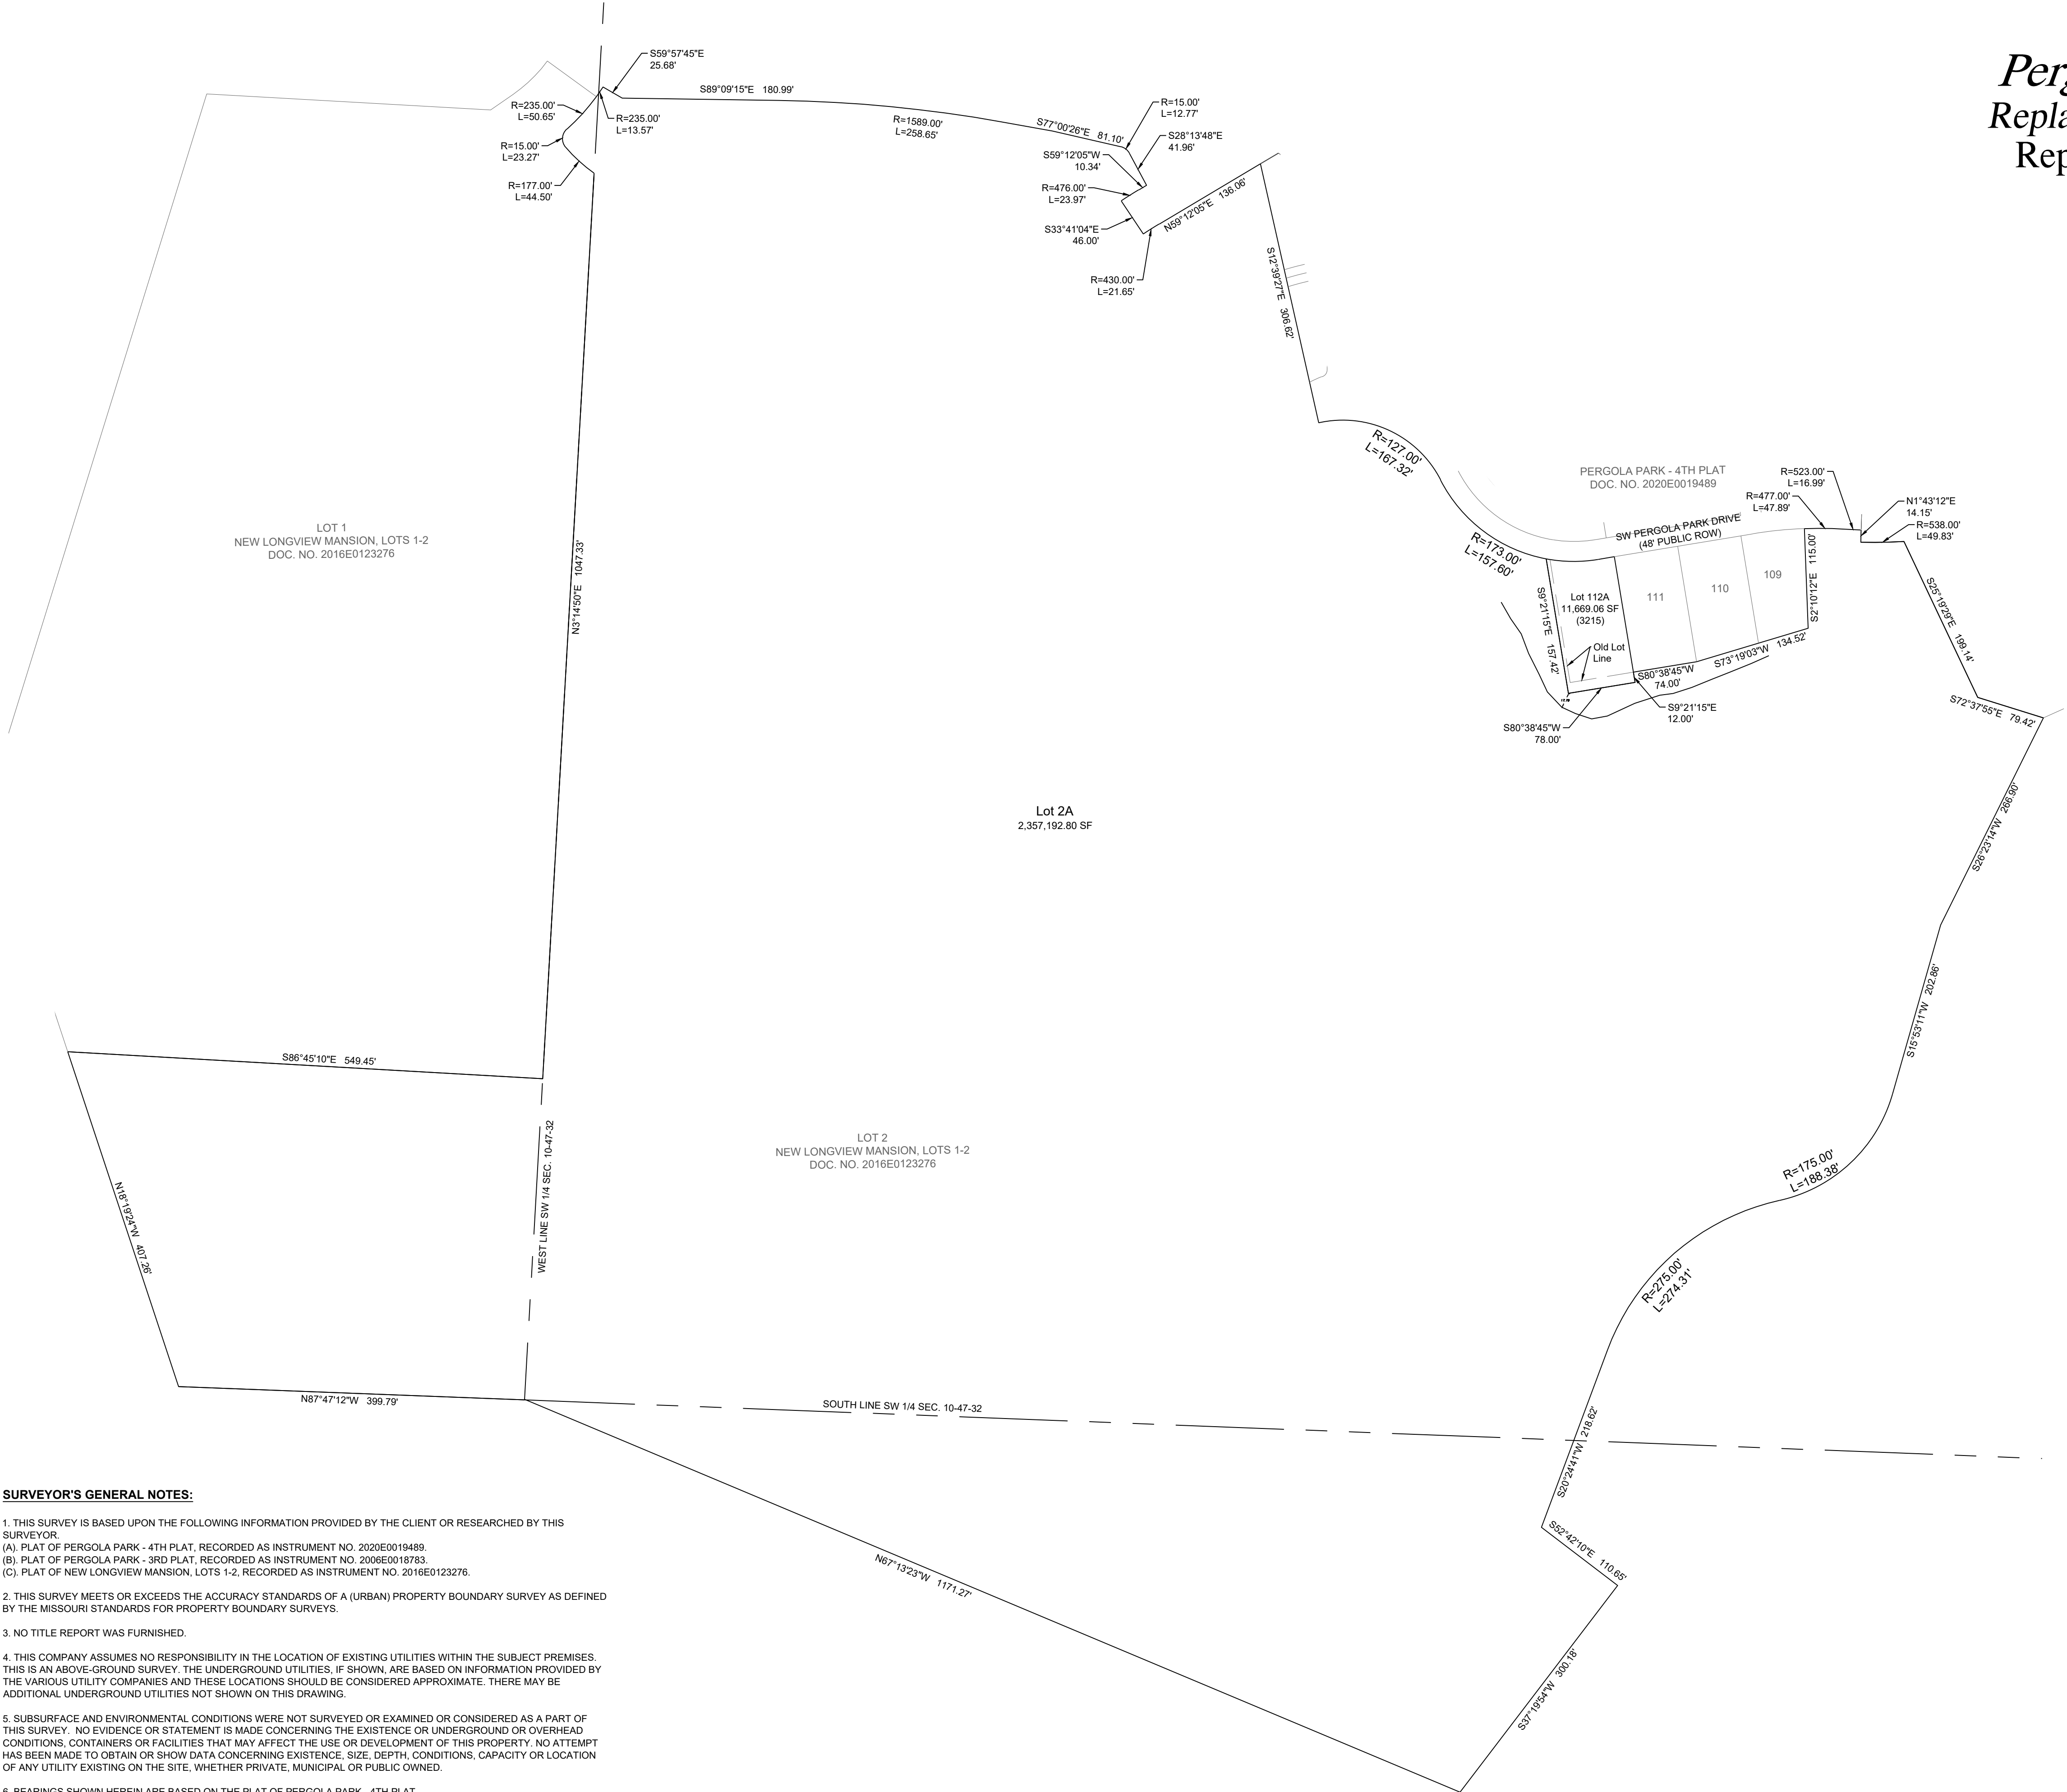 S59°57'45"E
25.68'
S89°09'15"E 180.99'
R=235.00'
L=50.65'
R=235.00'
L=13.57'
R=15.00'
L=23.27'
R=177.00'
L=44.50'
R=1589.00'
L=258.65'
S77°00'26"E 81.10'
R=15.00'
L=12.77'
S28°13'48"E
41.96'
S59°12'05"W
10.34'
R=476.00'
L=23.97'
S33°41'04"E
46.00'
N59°12'05"E 136.06'
R=430.00'
L=21.65'
S12°39'27"E 306.62'
R=127.00'
L=167.32'
R=173.00'
L=157.60'
PERGOLA PARK - 4TH PLAT
DOC. NO. 2020E0019489
R=523.00'
L=16.99'
R=477.00'
L=47.89'
N1°43'12"E
14.15'
R=538.00'
L=49.83'
SW PERGOLA PARK DRIVE
(48' PUBLIC ROW)
S2°10'12"E 115.00'
109
110
111
Lot 112A
11,669.06 SF
(3215)
S9°21'15"E 157.42'
Old Lot
Line
S80°38'45"W
74.00'
S73°19'03"W 134.52'
S9°21'15"E
12.00'
S80°38'45"W
78.00'
S25°19'29"E 199.14'
S72°37'55"E 79.42'
S26°23'14"W 266.90'
S15°53'11"W 202.86'
R=175.00'
L=188.38'
R=275.00'
L=274.31'
S20°24'41"W 218.62'
S52°42'10"E 110.65'
S37°19'54"W 300.18'
N67°13'23"W 1171.27'
SOUTH LINE SW 1/4 SEC. 10-47-32
N87°47'12"W 399.79'
N18°19'24"W 407.26'
S86°45'10"E 549.45'
WEST LINE SW 1/4 SEC. 10-47-32
N3°14'50"E 1047.33'
LOT 1
NEW LONGVIEW MANSION, LOTS 1-2
DOC. NO. 2016E0123276
Lot 2A
2,357,192.80 SF
LOT 2
NEW LONGVIEW MANSION, LOTS 1-2
DOC. NO. 2016E0123276
Perg
Repla
Rep
SURVEYOR'S GENERAL NOTES:
1. THIS SURVEY IS BASED UPON THE FOLLOWING INFORMATION PROVIDED BY THE CLIENT OR RESEARCHED BY THIS
SURVEYOR.
(A). PLAT OF PERGOLA PARK - 4TH PLAT, RECORDED AS INSTRUMENT NO. 2020E0019489.
(B). PLAT OF PERGOLA PARK - 3RD PLAT, RECORDED AS INSTRUMENT NO. 2006E0018783.
(C). PLAT OF NEW LONGVIEW MANSION, LOTS 1-2, RECORDED AS INSTRUMENT NO. 2016E0123276.
2. THIS SURVEY MEETS OR EXCEEDS THE ACCURACY STANDARDS OF A (URBAN) PROPERTY BOUNDARY SURVEY AS DEFINED
BY THE MISSOURI STANDARDS FOR PROPERTY BOUNDARY SURVEYS.
3. NO TITLE REPORT WAS FURNISHED.
4. THIS COMPANY ASSUMES NO RESPONSIBILITY IN THE LOCATION OF EXISTING UTILITIES WITHIN THE SUBJECT PREMISES.
THIS IS AN ABOVE-GROUND SURVEY. THE UNDERGROUND UTILITIES, IF SHOWN, ARE BASED ON INFORMATION PROVIDED BY
THE VARIOUS UTILITY COMPANIES AND THESE LOCATIONS SHOULD BE CONSIDERED APPROXIMATE. THERE MAY BE
ADDITIONAL UNDERGROUND UTILITIES NOT SHOWN ON THIS DRAWING.
5. SUBSURFACE AND ENVIRONMENTAL CONDITIONS WERE NOT SURVEYED OR EXAMINED OR CONSIDERED AS A PART OF
THIS SURVEY. NO EVIDENCE OR STATEMENT IS MADE CONCERNING THE EXISTENCE OR UNDERGROUND OR OVERHEAD
CONDITIONS, CONTAINERS OR FACILITIES THAT MAY AFFECT THE USE OR DEVELOPMENT OF THIS PROPERTY. NO ATTEMPT
HAS BEEN MADE TO OBTAIN OR SHOW DATA CONCERNING EXISTENCE, SIZE, DEPTH, CONDITIONS, CAPACITY OR LOCATION
OF ANY UTILITY EXISTING ON THE SITE, WHETHER PRIVATE, MUNICIPAL OR PUBLIC OWNED.
6. BEARINGS SHOWN HEREIN ARE BASED ON THE PLAT OF PERGOLA PARK - 4TH PLAT.